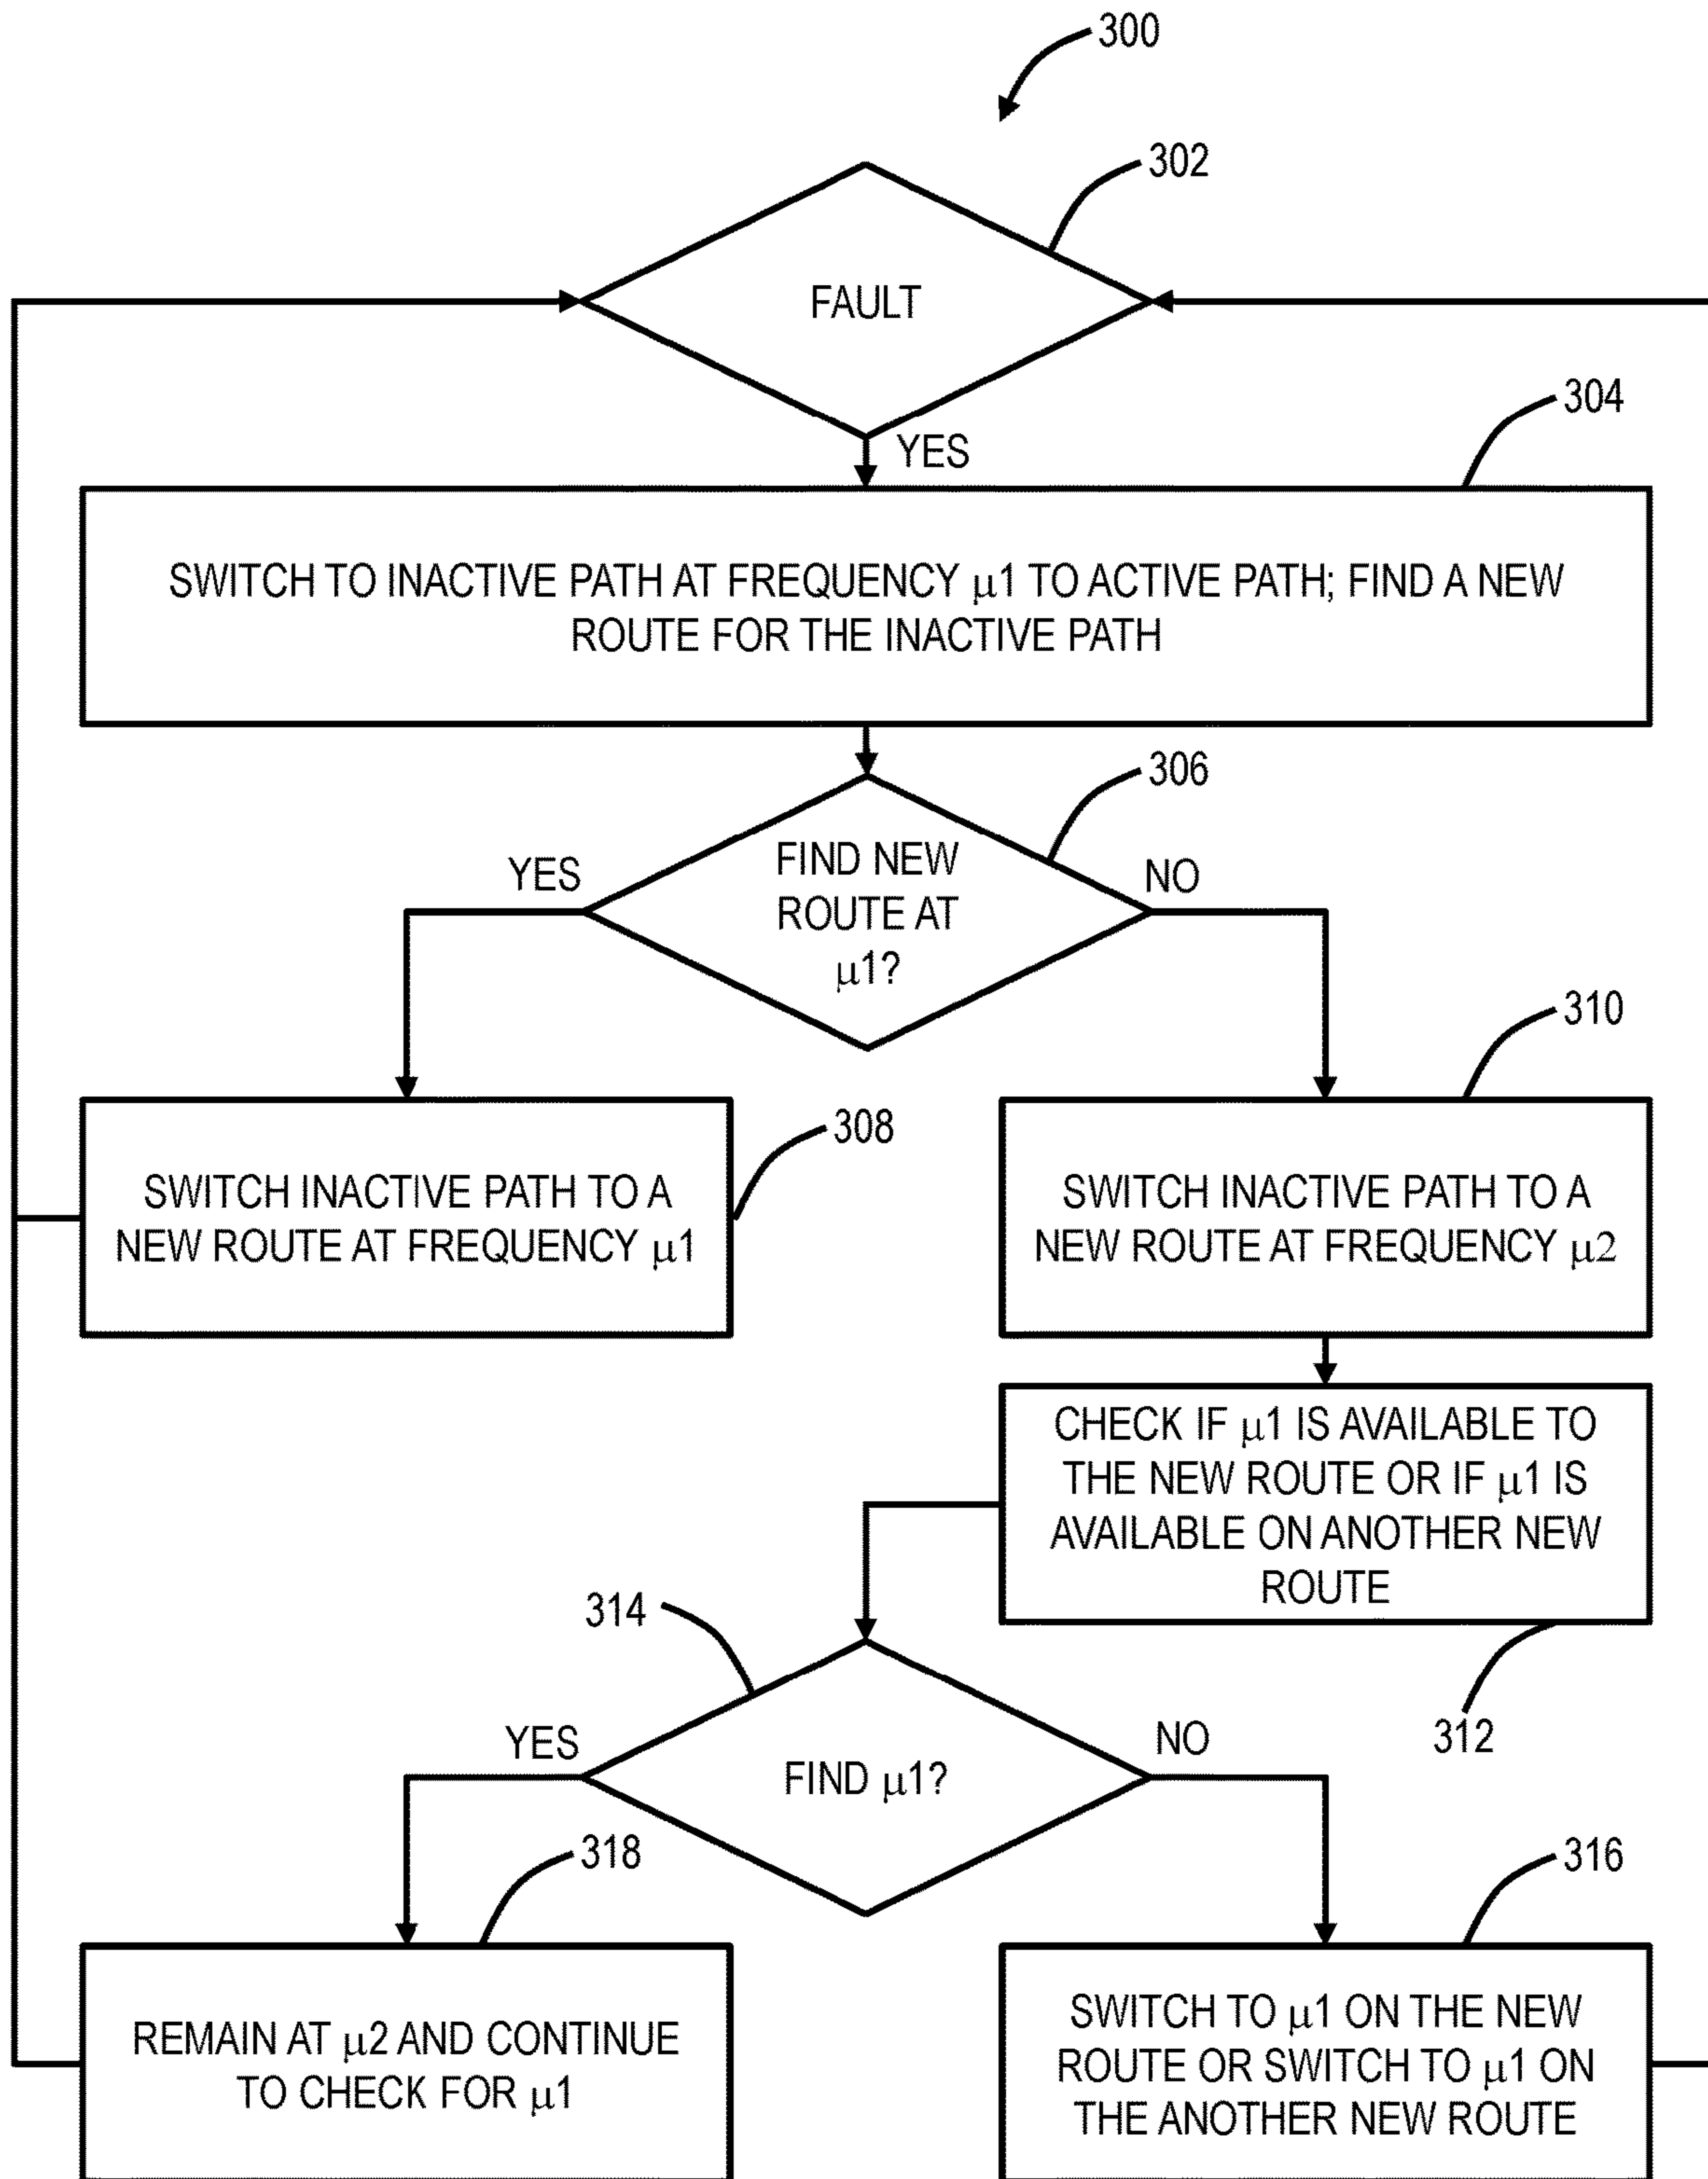 300
302
FAULT
304
YES
SWITCH TO INACTIVE PATH AT FREQUENCY μ1 TO ACTIVE PATH; FIND A NEW
ROUTE FOR THE INACTIVE PATH
306
YES
FIND NEW
ROUTE AT
μ1?
NO
310
308
SWITCH INACTIVE PATH TO A
NEW ROUTE AT FREQUENCY μ1
SWITCH INACTIVE PATH TO A
NEW ROUTE AT FREQUENCY μ2
CHECK IF μ1 IS AVAILABLE TO
THE NEW ROUTE OR IF μ1 IS
AVAILABLE ON ANOTHER NEW
ROUTE
314
312
YES
FIND μ1?
NO
318
316
REMAIN AT μ2 AND CONTINUE
TO CHECK FOR μ1
SWITCH TO μ1 ON THE NEW
ROUTE OR SWITCH TO μ1 ON
THE ANOTHER NEW ROUTE